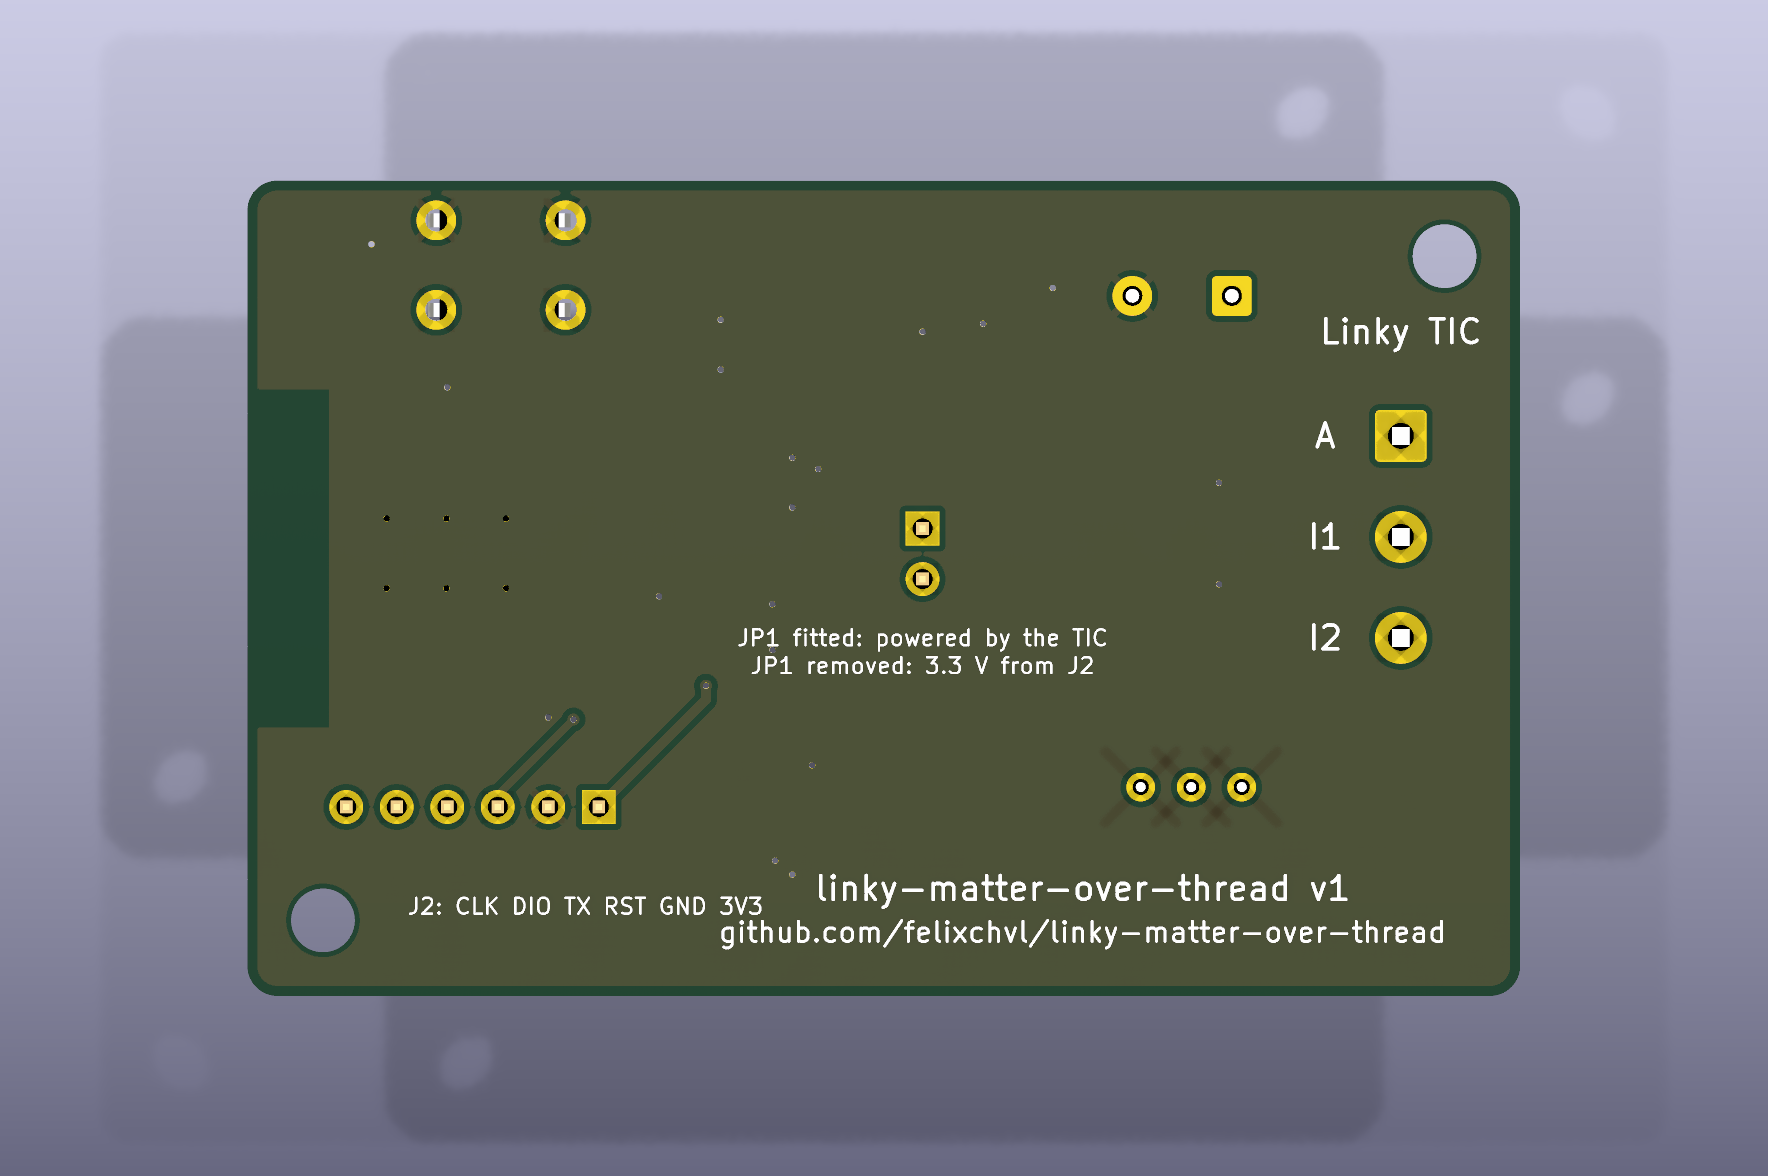 Linky TIC
A
I1
I2
JP1 fitted: powered by the TIC
JP1 removed: 3.3 V from J2
linky-matter-over-thread v1
J2: CLK DIO TX RST GND 3V3
github.com/felixchvl/linky-matter-over-thread